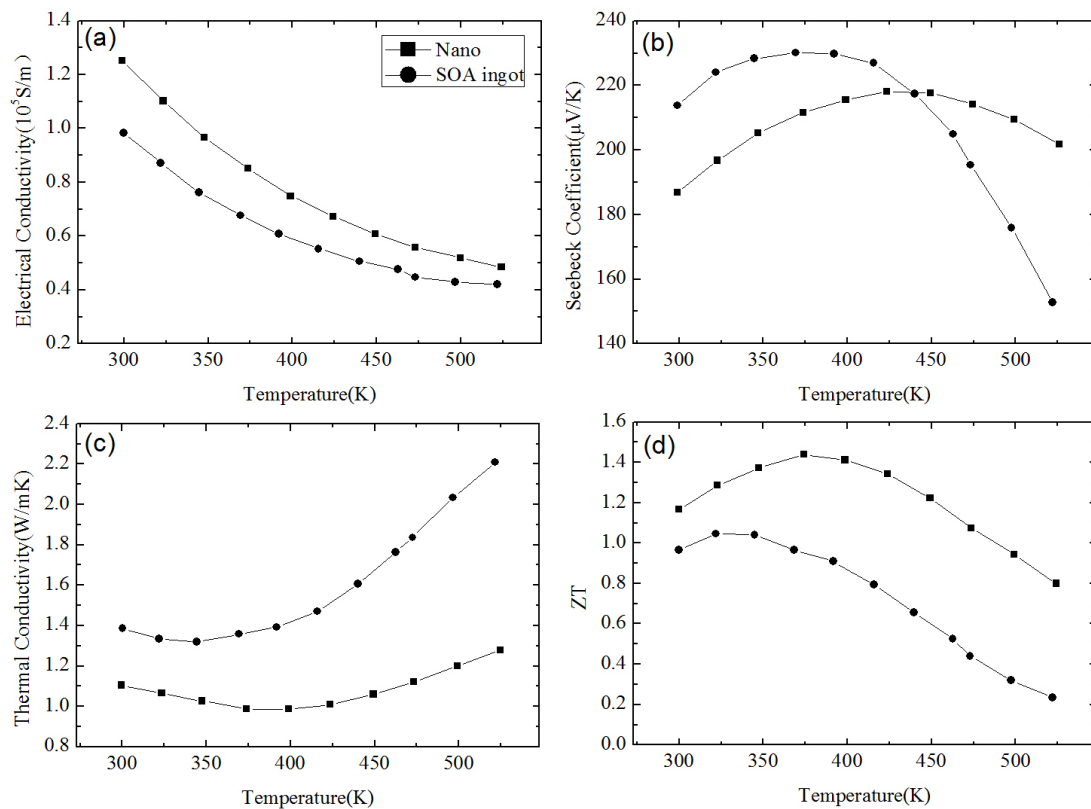 (a)
Nano
SOA ingot
1.4
1.2
1.0
0.8
0.6
0.4
0.2
Electrical Conductivity(10⁵S/m)
300 350 400 450 500
Temperature(K)
(b)
240
220
200
180
160
140
Seebeck Coefficient(µV/K)
300 350 400 450 500
Temperature(K)
(c)
2.4
2.2
2.0
1.8
1.6
1.4
1.2
1.0
0.8
Thermal Conductivity(W/mK)
300 350 400 450 500
Temperature(K)
(d)
1.6
1.4
1.2
1.0
0.8
0.6
0.4
0.2
0.0
ZT
300 350 400 450 500
Temperature(K)